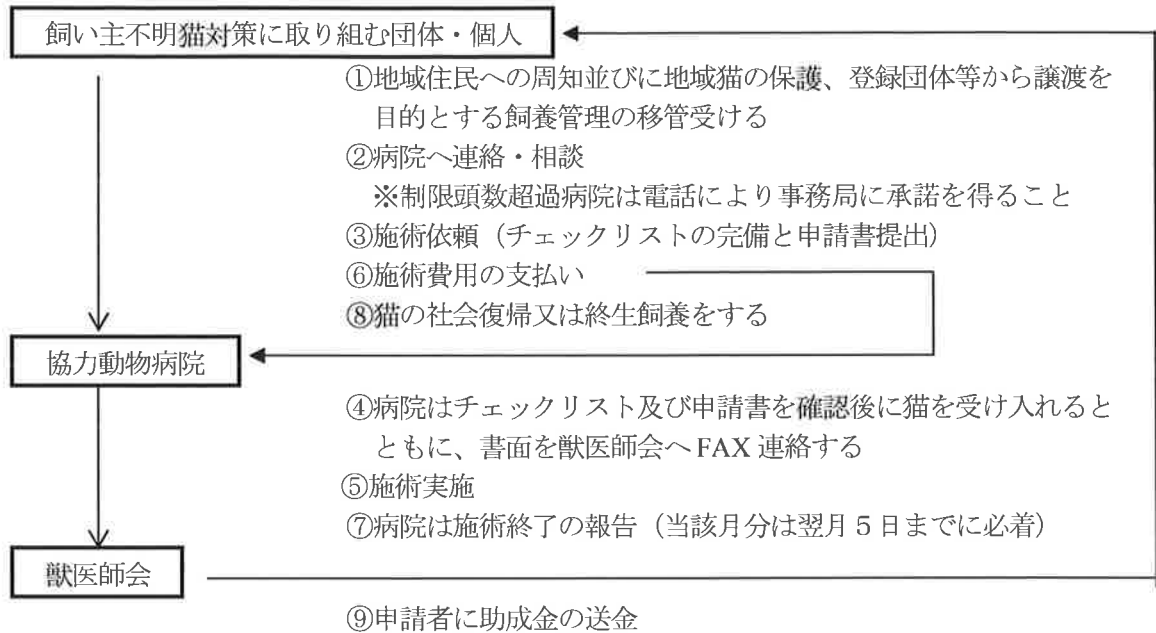 飼い主不明猫対策に取り組む団体・個人
①地域住民への周知並びに地域猫の保護、登録団体等から譲渡を
目的とする飼養管理の移管受ける
②病院へ連絡・相談
※制限頭数超過病院は電話により事務局に承諾を得ること
③施術依頼（チェックリストの完備と申請書提出）
⑥施術費用の支払い
⑧猫の社会復帰又は終生飼養をする
協力動物病院
④病院はチェックリスト及び申請書を確認後に猫を受け入れると
ともに、書面を獣医師会へ FAX 連絡する
⑤施術実施
⑦病院は施術終了の報告（当該月分は翌月５日までに必着）
獣医師会
⑨申請者に助成金の送金